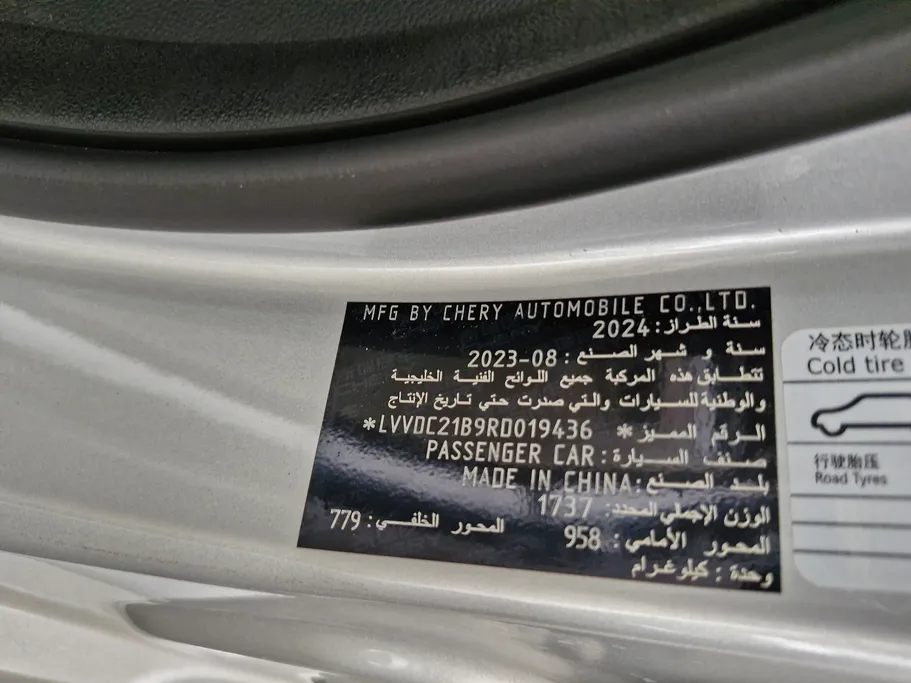 MFG BY CHERY AUTOMOBILE CO.,LTD.
سنة الطراز: 2024
سنة و شهر الصنع: 2023-08
تتطابق هذه المركبة جميع اللوائح الفنية الخليجية
والوطنية للسيارات والتي صدرت حتي تاريخ الإنتاج
الرقم المميز * LVVDC21B9RD019436*
صنف السيارة: PASSENGER CAR
بلد الصنع: MADE IN CHINA
الوزن الإجمالي المحدد: 1737
المحور الأمامي: 958 المحور الخلفي: 779
وحدة: كيلوغرام
冷态时轮
Cold tire
行驶胎压
Road Tyres